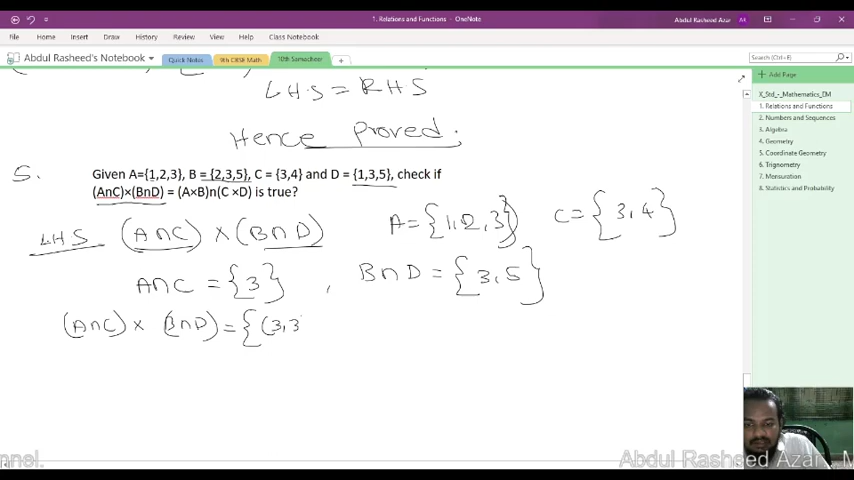 1. Relations and Functions - OneNote
Abdul Rasheed Azar
AR
File Home Insert Draw History Review View Help Class Notebook
Abdul Rasheed's Notebook
Quick Notes
9th CBSE Math
10th Samacheer
Search (Ctrl+E)
Add Page
X_Std_-_Mathematics_EM
1. Relations and Functions
2. Numbers and Sequences
3. Algebra
4. Geometry
5. Coordinate Geometry
6. Trigonometry
7. Mensuration
8. Statistics and Probability
LHS = RHS
Hence Proved.
5. Given A={1,2,3}, B = {2,3,5}, C = {3,4} and D = {1,3,5}, check if
(AnC)×(BnD) = (A×B)n(C ×D) is true?
LHS (A∩C) × (B∩D) A = {1,2,3} C = {3,4}
A∩C = {3} , B∩D = {3,5}
(A∩C) × (B∩D) = {(3,3
nnel.
Abdul Rasheed Azar
M